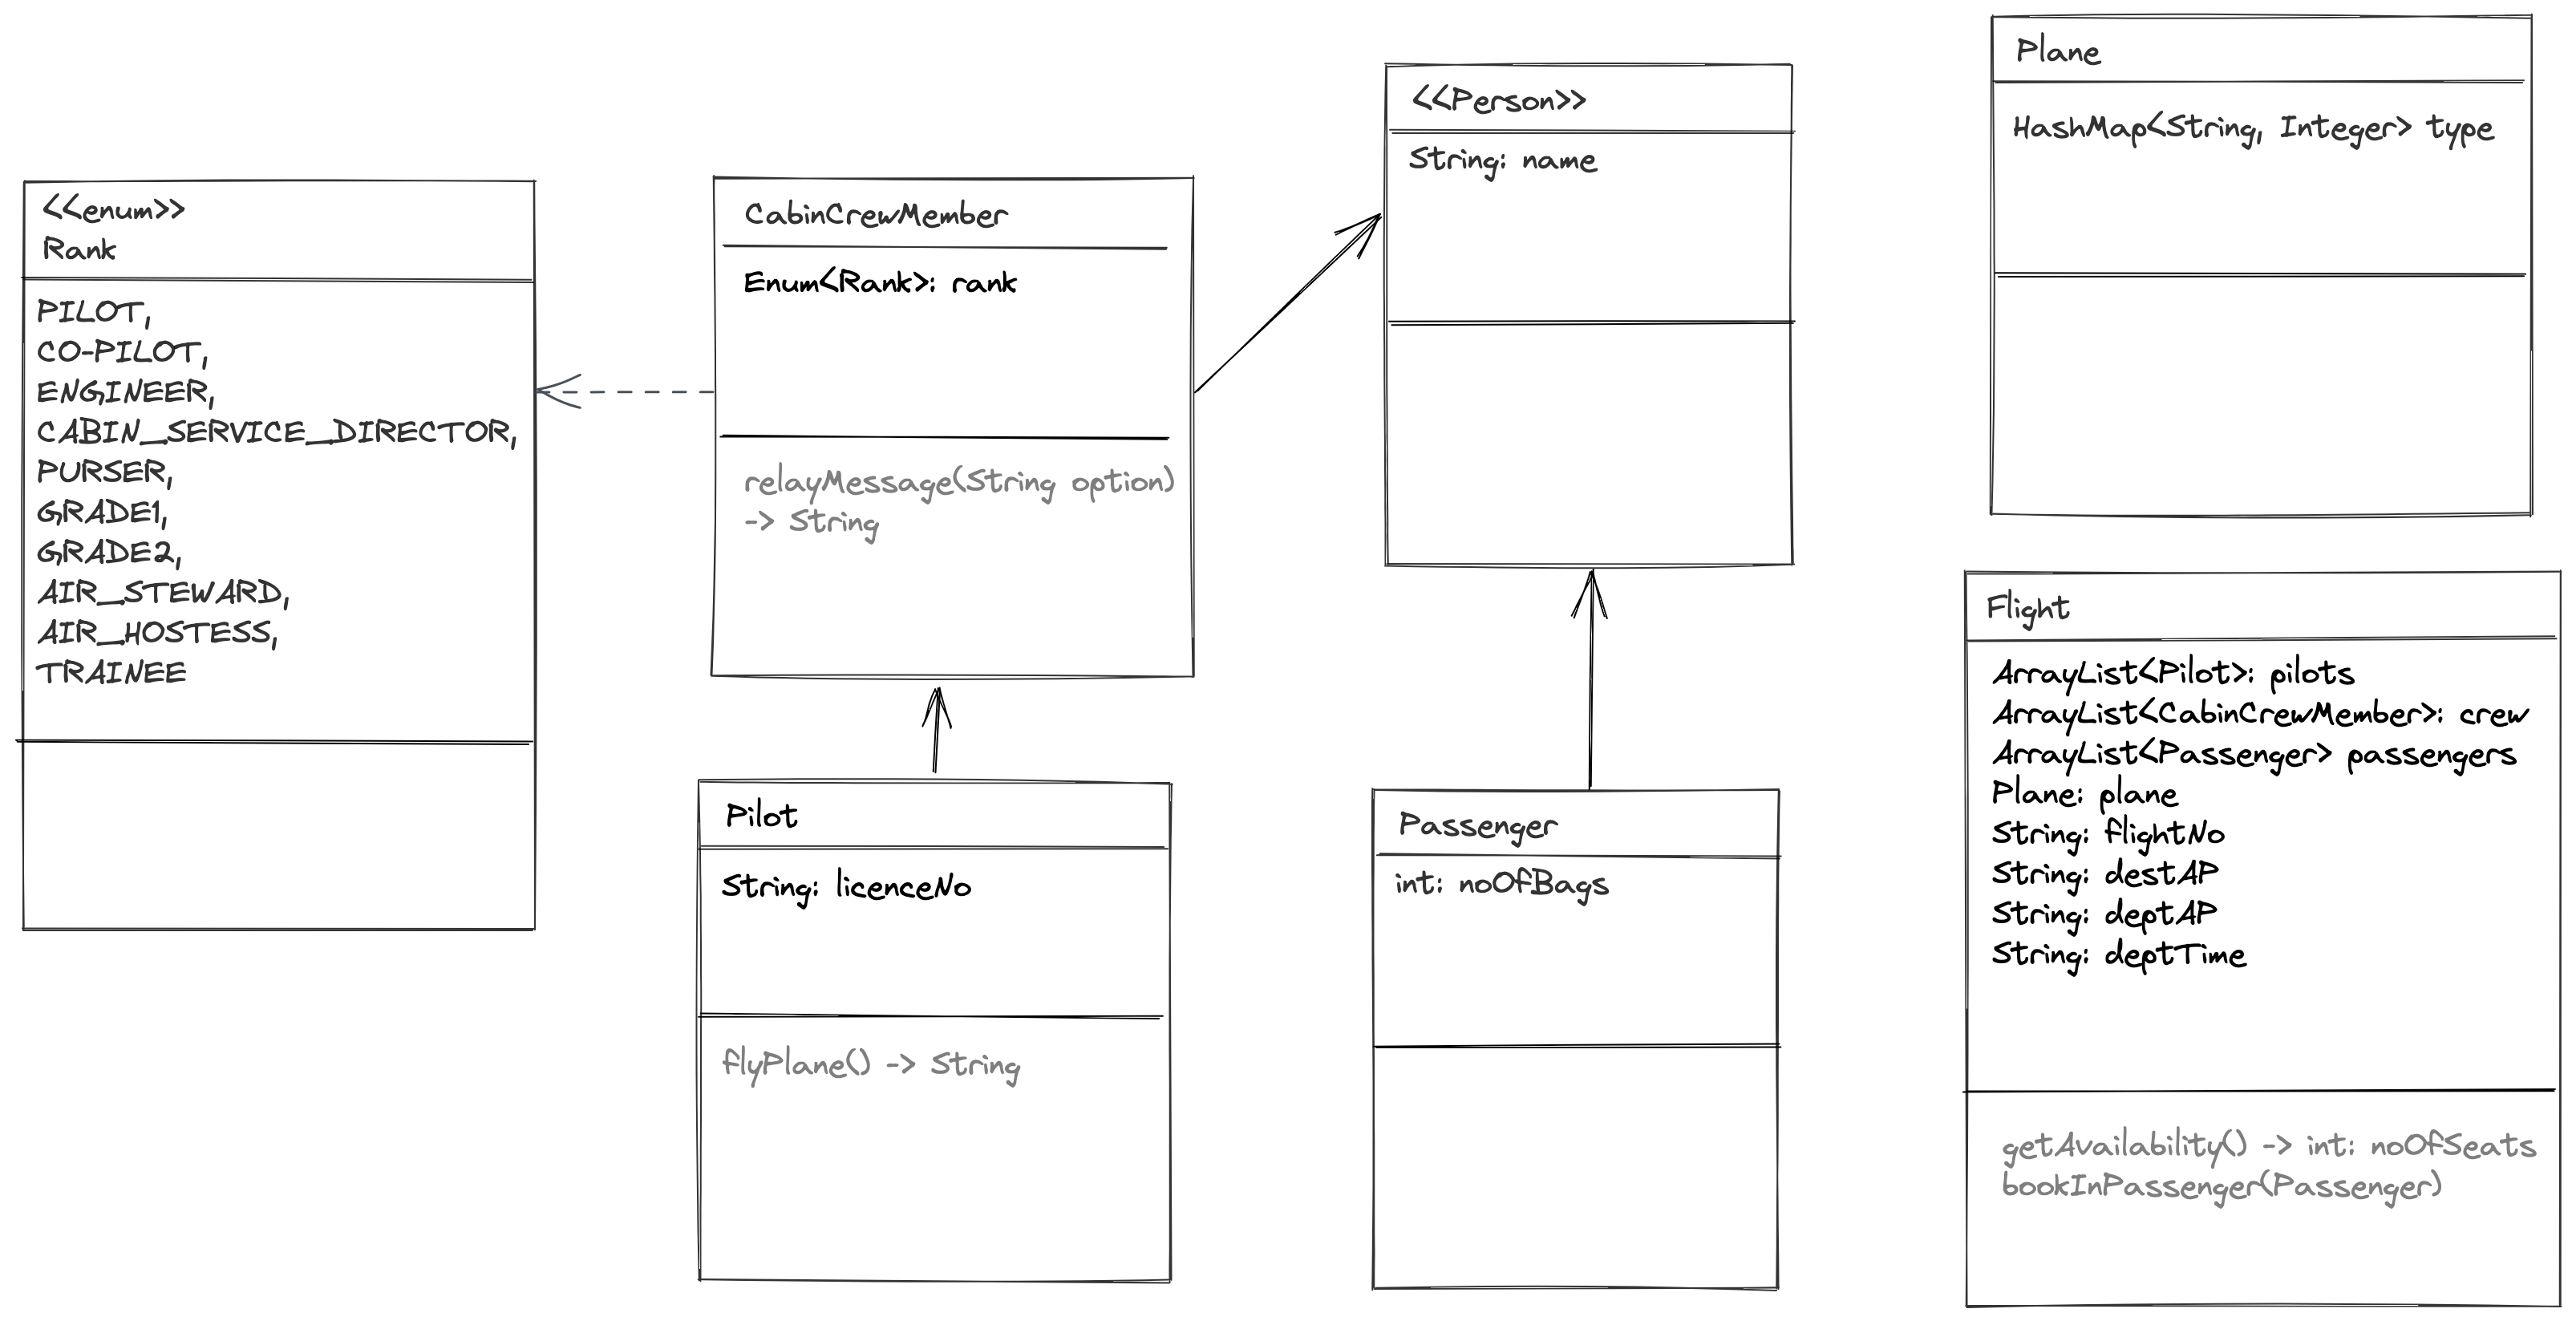 <<enum>>
Rank
PILOT,
CO-PILOT,
ENGINEER,
CABIN_SERVICE_DIRECTOR,
PURSER,
GRADE1,
GRADE2,
AIR_STEWARD,
AIR_HOSTESS,
TRAINEE
CabinCrewMember
Enum<Rank>: rank
relayMessage(String option)
-> String
Pilot
String: licenceNo
flyPlane() -> String
<<Person>>
String: name
Passenger
int: noOfBags
Plane
HashMap<String, Integer> type
Flight
ArrayList<Pilot>: pilots
ArrayList<CabinCrewMember>: crew
ArrayList<Passenger> passengers
Plane: plane
String: flightNo
String: destAP
String: deptAP
String: deptTime
getAvailability() -> int: noOfSeats
bookInPassenger(Passenger)